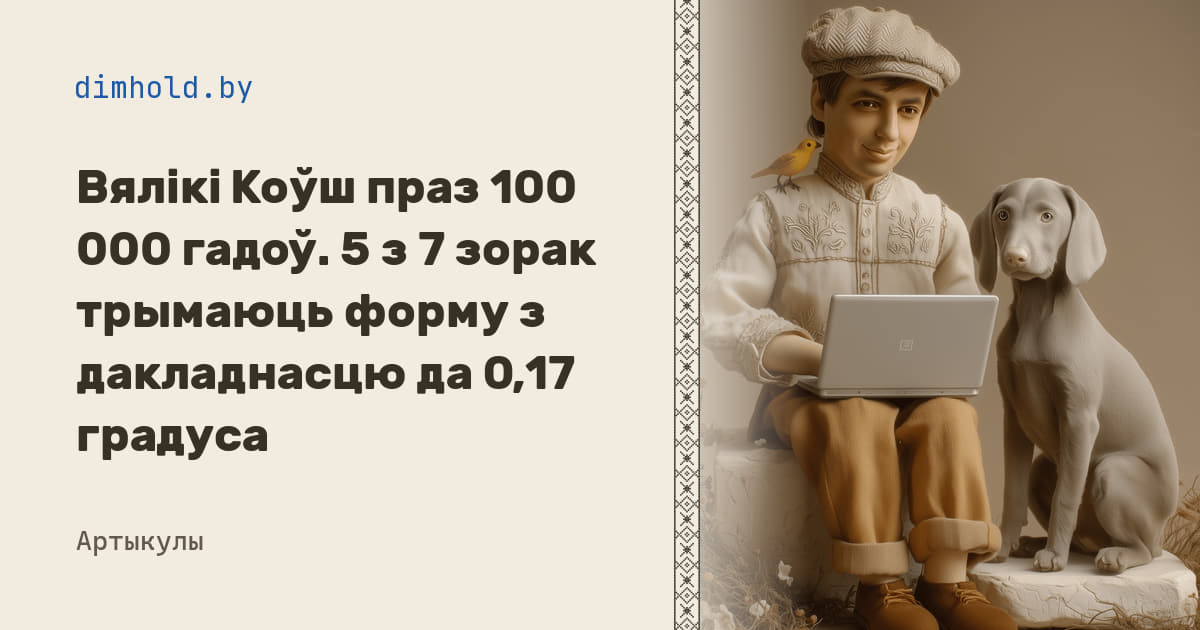 dimhold.by
Вялікі Коўш праз 100
000 гадоў. 5 з 7 зорак
трымаюць форму з
дакладнасцю да 0,17
градуса
Артыкулы